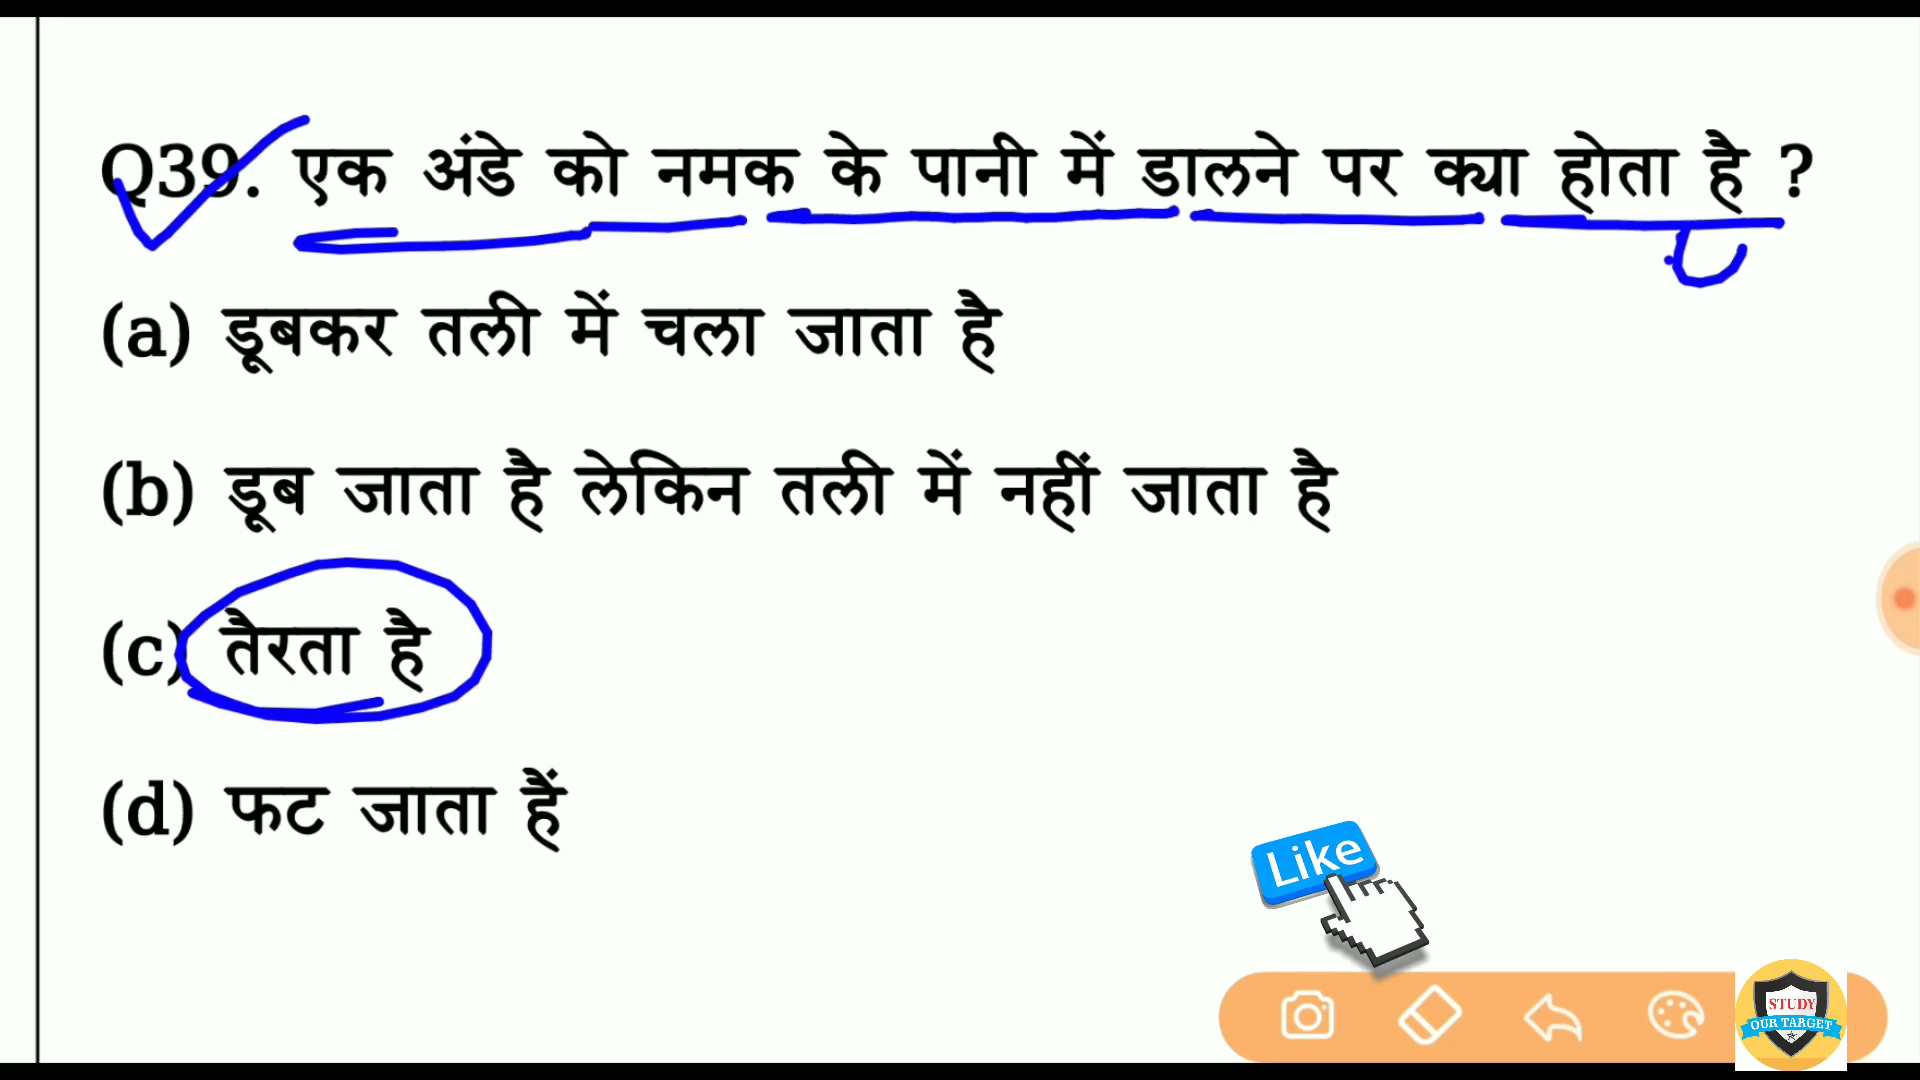 Q39. एक अंडे को नमक के पानी में डालने पर क्या होता है ?
(a) डूबकर तली में चला जाता है
(b) डूब जाता है लेकिन तली में नहीं जाता है
(c) तैरता है
(d) फट जाता हैं
Like
STUDY
OUR TARGET